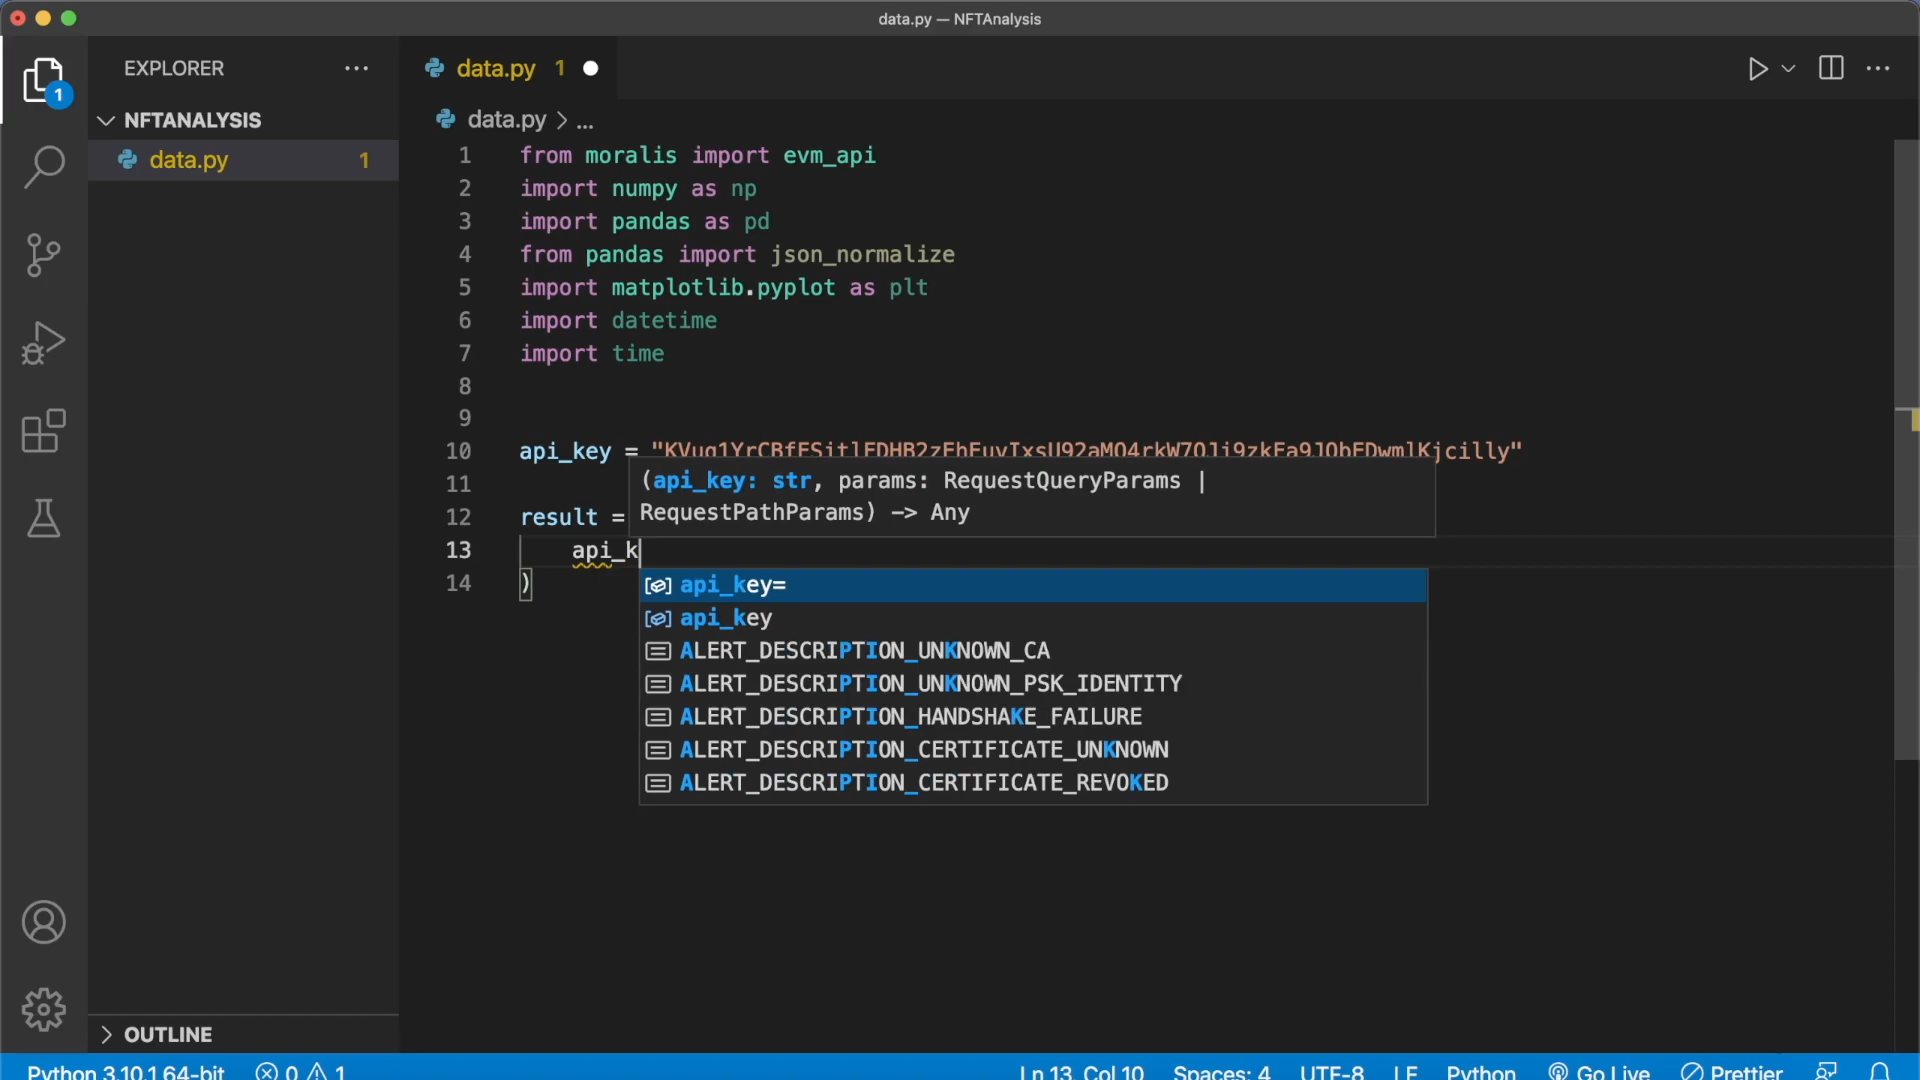 data.py — NFTAnalysis
EXPLORER
data.py 1
NFTANALYSIS
data.py > ...
data.py 1
1 from moralis import evm_api
2 import numpy as np
3 import pandas as pd
4 from pandas import json_normalize
5 import matplotlib.pyplot as plt
6 import datetime
7 import time
8
9
10 api_key =
11
(api_key: str, params: RequestQueryParams |
RequestPathParams) -> Any
12 result =
13 api_k
14 )
api_key=
api_key
ALERT_DESCRIPTION_UNKNOWN_CA
ALERT_DESCRIPTION_UNKNOWN_PSK_IDENTITY
ALERT_DESCRIPTION_HANDSHAKE_FAILURE
ALERT_DESCRIPTION_CERTIFICATE_UNKNOWN
ALERT_DESCRIPTION_CERTIFICATE_REVOKED
1
OUTLINE
Python 3.10.1 64-bit 0 1 Ln 13, Col 10 Spaces: 4 UTF-8 LF Python Go Live Prettier